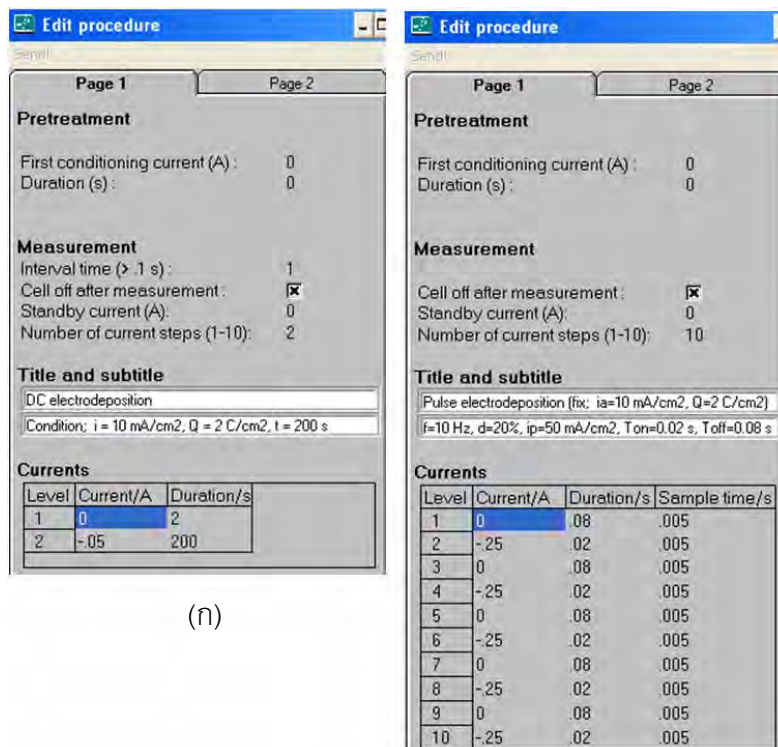 Edit procedure
Send!
Page 1 Page 2
Pretreatment
First conditioning current (A) : 0
Duration (s) : 0
Measurement
Interval time (> .1 s) : 1
Cell off after measurement :
Standby current (A): 0
Number of current steps (1-10): 2
Title and subtitle
DC electrodeposition
Condition; i = 10 mA/cm2, Q = 2 C/cm2, t = 200 s
Currents
Level Current/A Duration/s
1 0 2
2 -.05 200
(ก)
Edit procedure
Send!
Page 1 Page 2
Pretreatment
First conditioning current (A) : 0
Duration (s) : 0
Measurement
Cell off after measurement :
Standby current (A): 0
Number of current steps (1-10): 10
Title and subtitle
Pulse electrodeposition (fix; ia=10 mA/cm2, Q=2 C/cm2)
f=10 Hz, d=20%, ip=50 mA/cm2, Ton=0.02 s, Toff=0.08 s
Currents
Level Current/A Duration/s Sample time/s
1 0 .08 .005
2 -.25 .02 .005
3 0 .08 .005
4 -.25 .02 .005
5 0 .08 .005
6 -.25 .02 .005
7 0 .08 .005
8 -.25 .02 .005
9 0 .08 .005
10 -.25 .02 .005